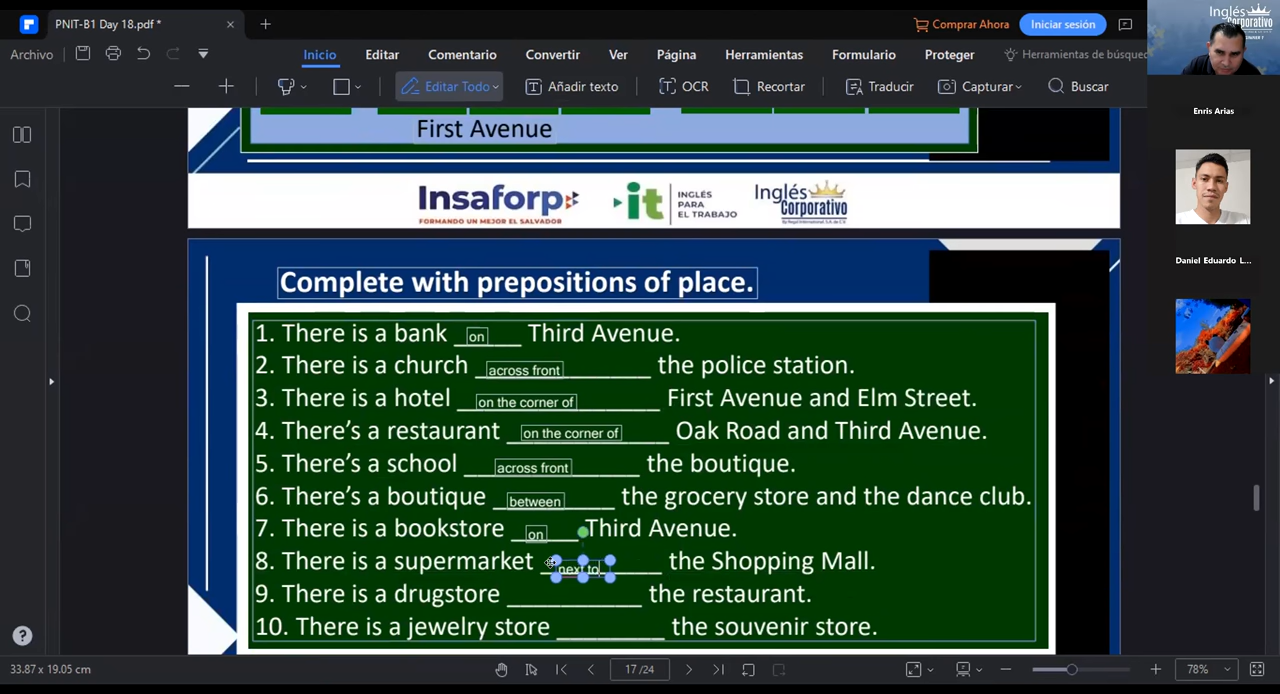 PNIT-B1 Day 18.pdf *
Comprar Ahora
Iniciar sesión
Archivo
Inicio
Editar
Comentario
Convertir
Ver
Página
Herramientas
Formulario
Proteger
Herramientas de búsqued
Editar Todo
Añadir texto
OCR
Recortar
Traducir
Capturar
Buscar
Inglés
Corporativo
Enris Arias
Daniel Eduardo L...
First Avenue
Insaforp
FORMANDO UN MEJOR EL SALVADOR
it
INGLÉS
PARA
EL TRABAJO
Inglés
Corporativo
Complete with prepositions of place.
1. There is a bank on Third Avenue.
2. There is a church across front the police station.
3. There is a hotel on the corner of First Avenue and Elm Street.
4. There's a restaurant on the corner of Oak Road and Third Avenue.
5. There's a school across front the boutique.
6. There's a boutique between the grocery store and the dance club.
7. There is a bookstore on Third Avenue.
8. There is a supermarket next to the Shopping Mall.
9. There is a drugstore __________ the restaurant.
10. There is a jewelry store ________ the souvenir store.
33.87 x 19.05 cm
17/24
78%